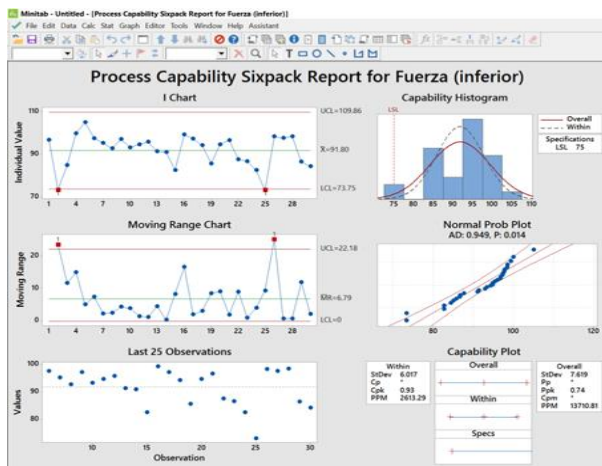 Minitab - Untitled - [Process Capability Sixpack Report for Fuerza (inferior)]
File Edit Data Calc Stat Graph Editor Tools Window Help Assistant
Process Capability Sixpack Report for Fuerza (inferior)
I Chart
Individual Value
110
90
70
UCL=109.86
X̄=91.80
LCL=73.75
1 4 7 10 13 16 19 22 25 28
Capability Histogram
LSL
Overall
Within
Specifications
LSL 75
75 80 85 90 95 100 105 110
Moving Range Chart
Moving Range
20
10
0
UCL=22.18
M̄R̄=6.79
LCL=0
1 4 7 10 13 16 19 22 25 28
Normal Prob Plot
AD: 0.949, P: 0.014
80 100 120
Last 25 Observations
Values
100
90
80
10 15 20 25 30
Observation
Capability Plot
Within
StDev 6.017
Cp *
Cpk 0.93
PPM 2613.29
Overall
Within
Specs
Overall
StDev 7.619
Pp *
Ppk 0.74
Cpm *
PPM 13710.81